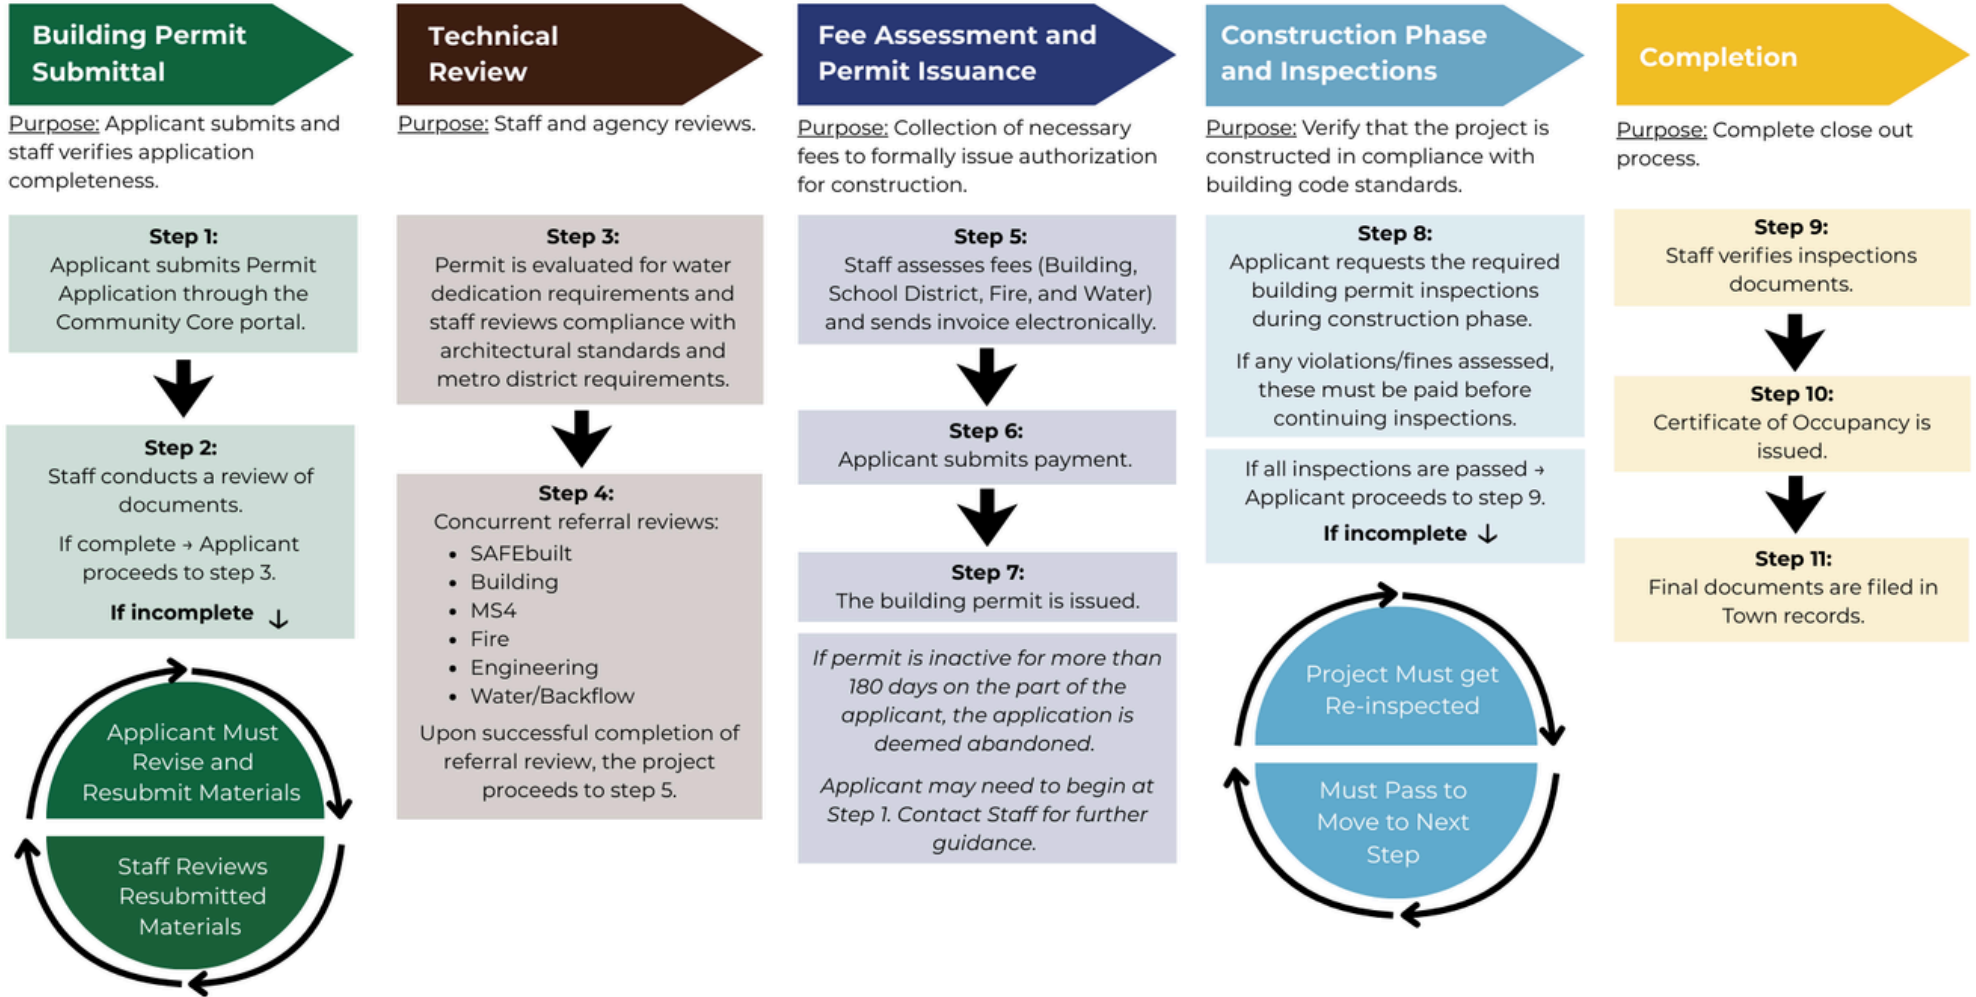 Building Permit
Submittal
Purpose: Applicant submits and
staff verifies application
completeness.
Step 1:
Applicant submits Permit
Application through the
Community Core portal.
Step 2:
Staff conducts a review of
documents.
If complete → Applicant
proceeds to step 3.
If incomplete ↓
Applicant Must
Revise and
Resubmit Materials
Staff Reviews
Resubmitted
Materials
Technical
Review
Purpose: Staff and agency reviews.
Step 3:
Permit is evaluated for water
dedication requirements and
staff reviews compliance with
architectural standards and
metro district requirements.
Step 4:
Concurrent referral reviews:
• SAFEbuilt
• Building
• MS4
• Fire
• Engineering
• Water/Backflow
Upon successful completion of
referral review, the project
proceeds to step 5.
Fee Assessment and
Permit Issuance
Purpose: Collection of necessary
fees to formally issue authorization
for construction.
Step 5:
Staff assesses fees (Building,
School District, Fire, and Water)
and sends invoice electronically.
Step 6:
Applicant submits payment.
Step 7:
The building permit is issued.
If permit is inactive for more than
180 days on the part of the
applicant, the application is
deemed abandoned.
Applicant may need to begin at
Step 1. Contact Staff for further
guidance.
Construction Phase
and Inspections
Purpose: Verify that the project is
constructed in compliance with
building code standards.
Step 8:
Applicant requests the required
building permit inspections
during construction phase.
If any violations/fines assessed,
these must be paid before
continuing inspections.
If all inspections are passed →
Applicant proceeds to step 9.
If incomplete ↓
Project Must get
Re-inspected
Must Pass to
Move to Next
Step
Completion
Purpose: Complete close out
process.
Step 9:
Staff verifies inspections
documents.
Step 10:
Certificate of Occupancy is
issued.
Step 11:
Final documents are filed in
Town records.